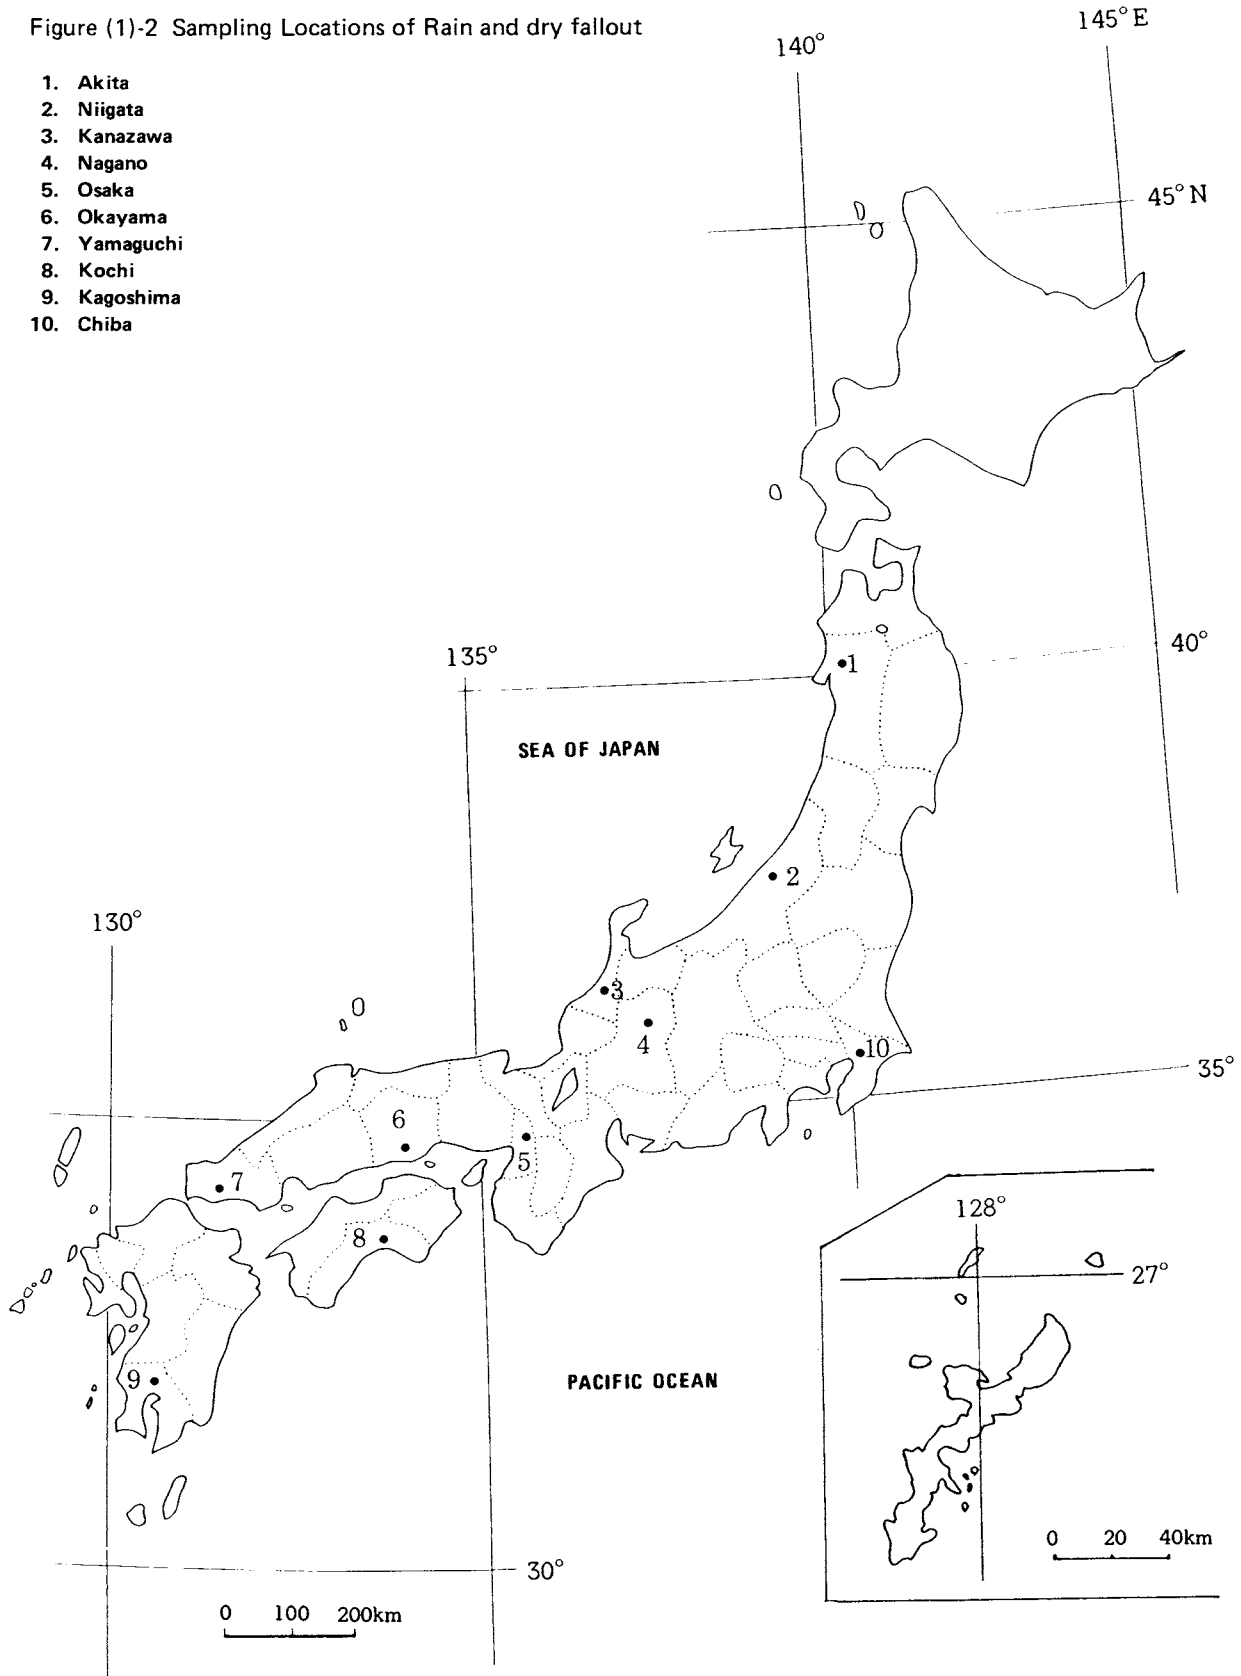 Figure (1)-2 Sampling Locations of Rain and dry fallout
1. Akita
2. Niigata
3. Kanazawa
4. Nagano
5. Osaka
6. Okayama
7. Yamaguchi
8. Kochi
9. Kagoshima
10. Chiba
145° E
140°
45° N
40°
135°
1
SEA OF JAPAN
2
130°
3
4
10
35°
6
5
7
8
128°
27°
9
PACIFIC OCEAN
0 20 40km
30°
0 100 200km